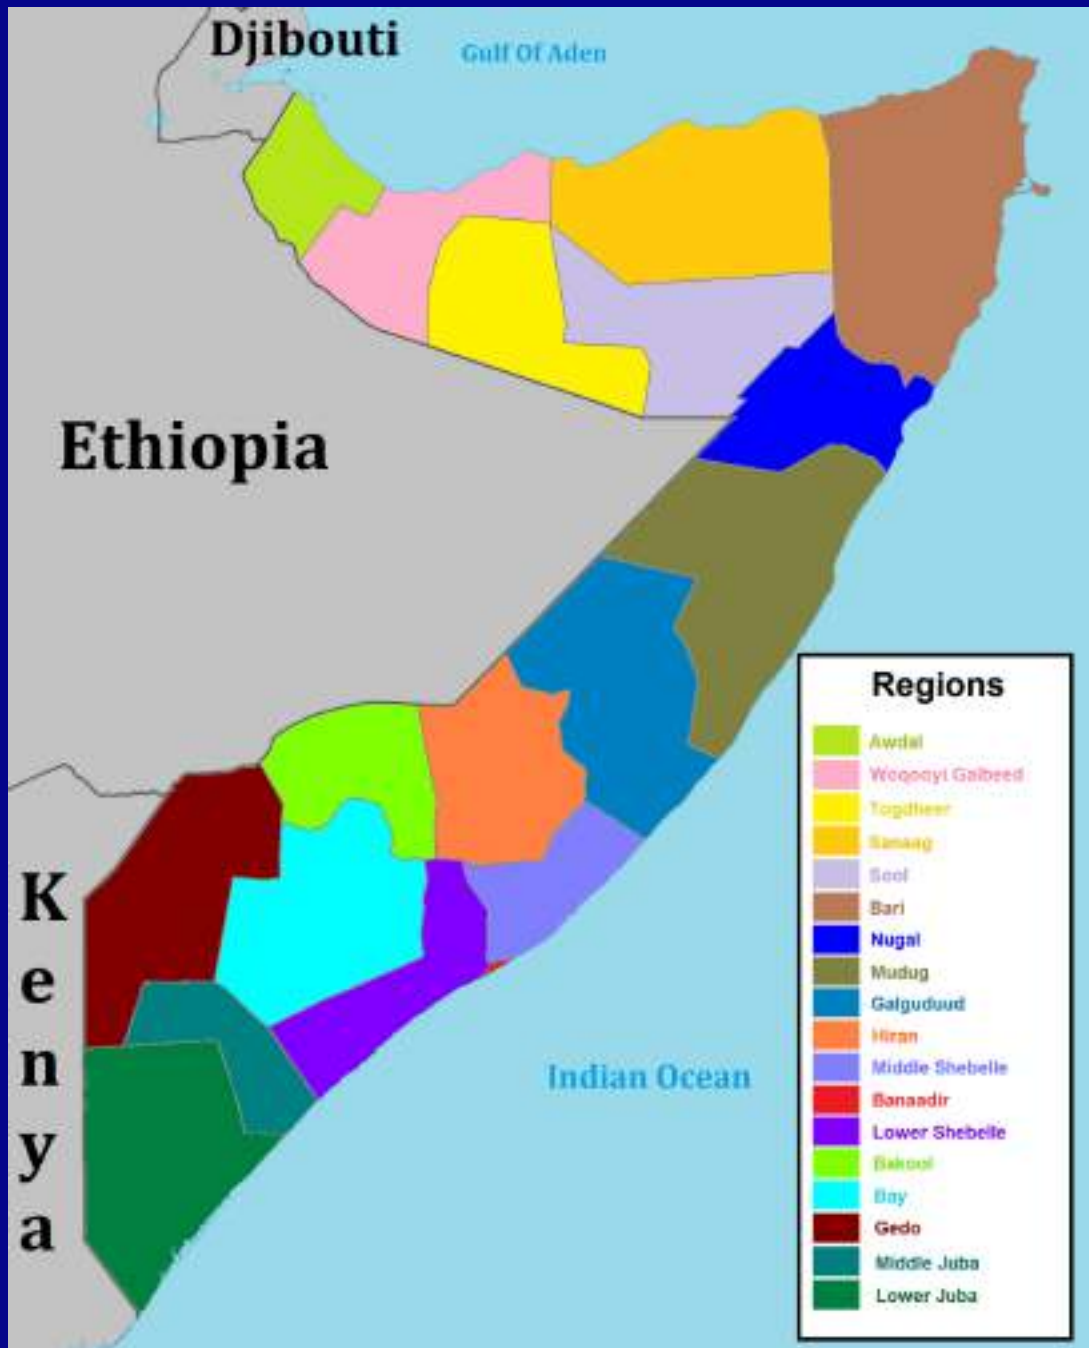 Djibouti
Gulf Of Aden
Ethiopia
Kenya
Indian Ocean
Regions
Awdal
Woqooyi Galbeed
Togdheer
Sanaag
Sool
Bari
Nugal
Mudug
Galguduud
Hiran
Middle Shebelle
Banaadir
Lower Shebelle
Bakool
Bay
Gedo
Middle Juba
Lower Juba